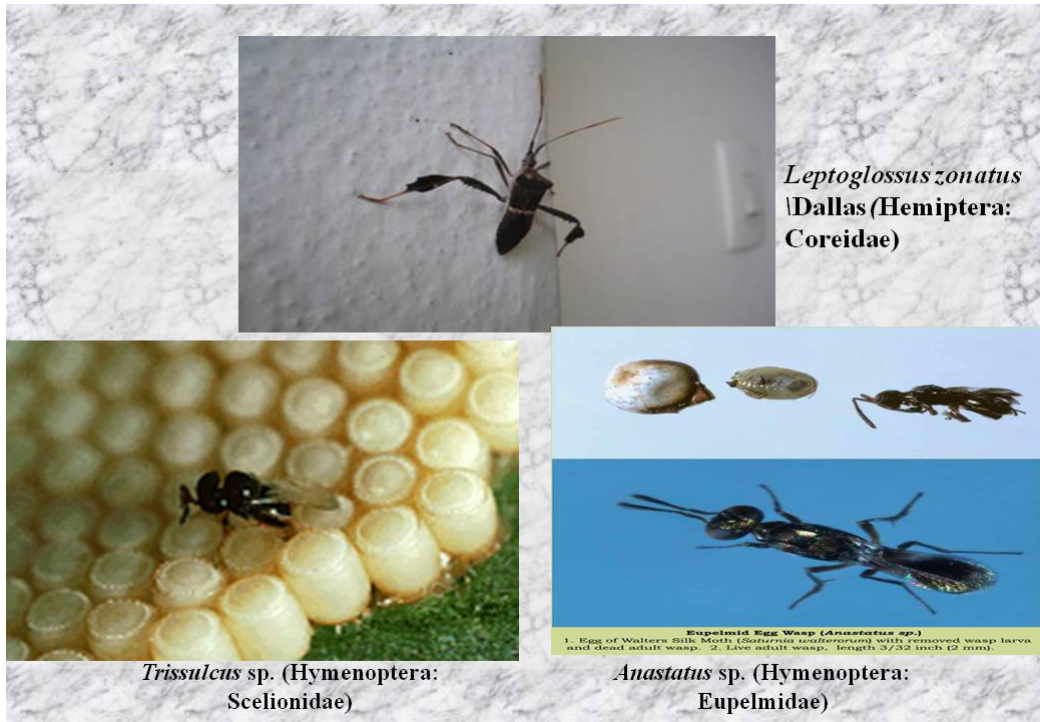 Leptoglossus zonatus
\Dallas (Hemiptera:
Coreidae)
Eupelmid Egg Wasp (Anastatus sp.)
1. Egg of Walters Silk Moth (Saturnia walterorum) with removed wasp larva
and dead adult wasp. 2. Live adult wasp, length 3/32 inch (2 mm).
Trissulcus sp. (Hymenoptera:
Scelionidae)
Anastatus sp. (Hymenoptera:
Eupelmidae)